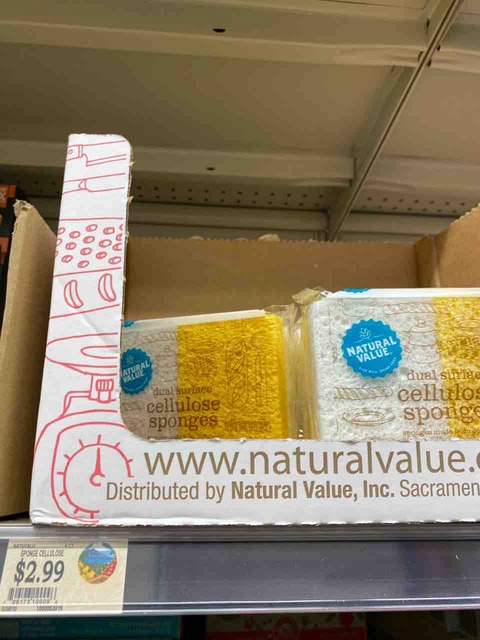 NATURAL
VALUE.
dual surface
cellulose
sponges
NATURAL
VALUE.
dual surface
cellulos
sponge
www.naturalvalue.
Distributed by Natural Value, Inc. Sacramen
SPONGE CELLULOSE
$2.99